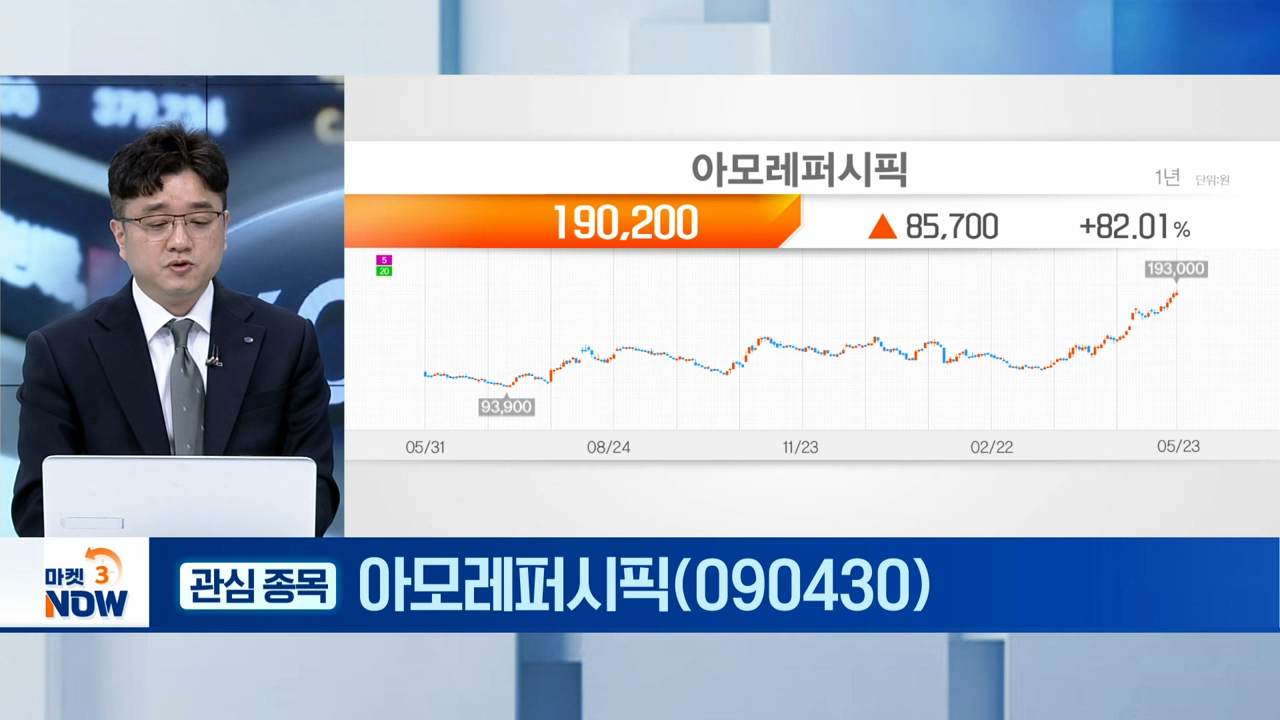 379,734
아모레퍼시픽
1년 단위:원
190,200 ▲ 85,700 +82.01%
5
20
193,000
93,900
05/31 08/24 11/23 02/22 05/23
마켓 3
NOW
관심 종목 아모레퍼시픽(090430)